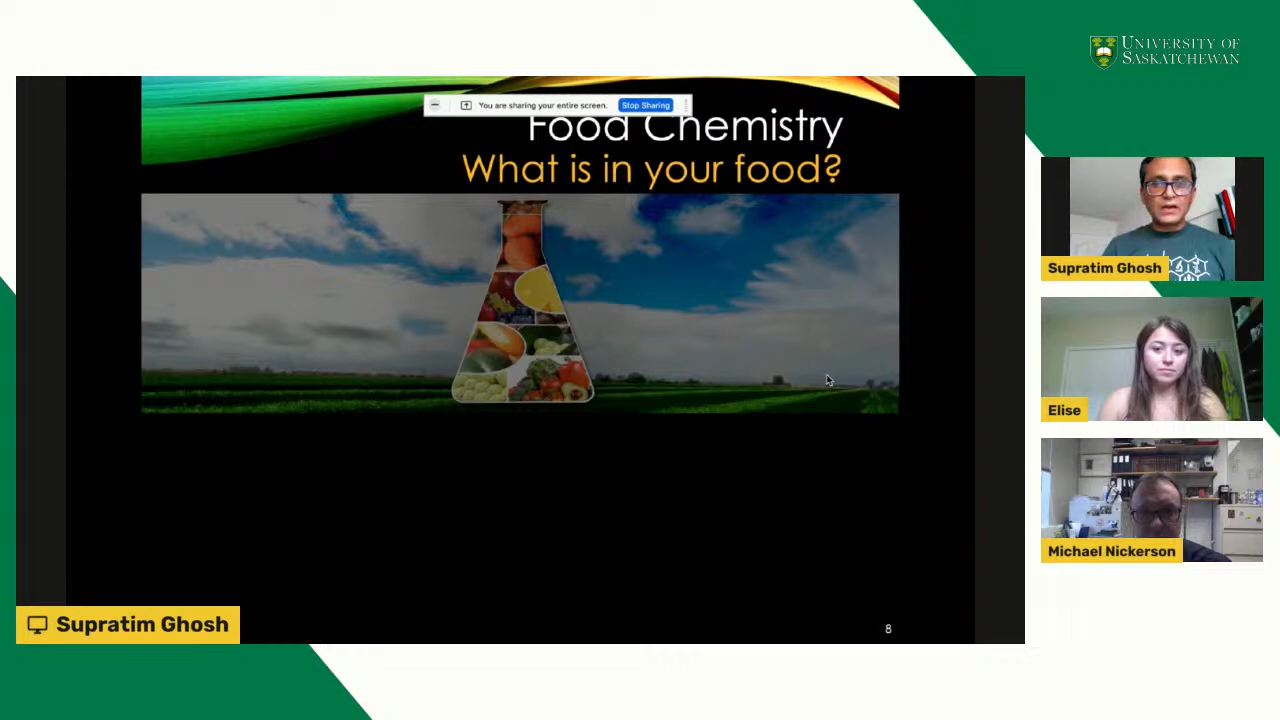 UNIVERSITY OF
SASKATCHEWAN
You are sharing your entire screen. Stop Sharing
Food Chemistry
What is in your food?
Supratim Ghosh
Elise
Michael Nickerson
Supratim Ghosh
8